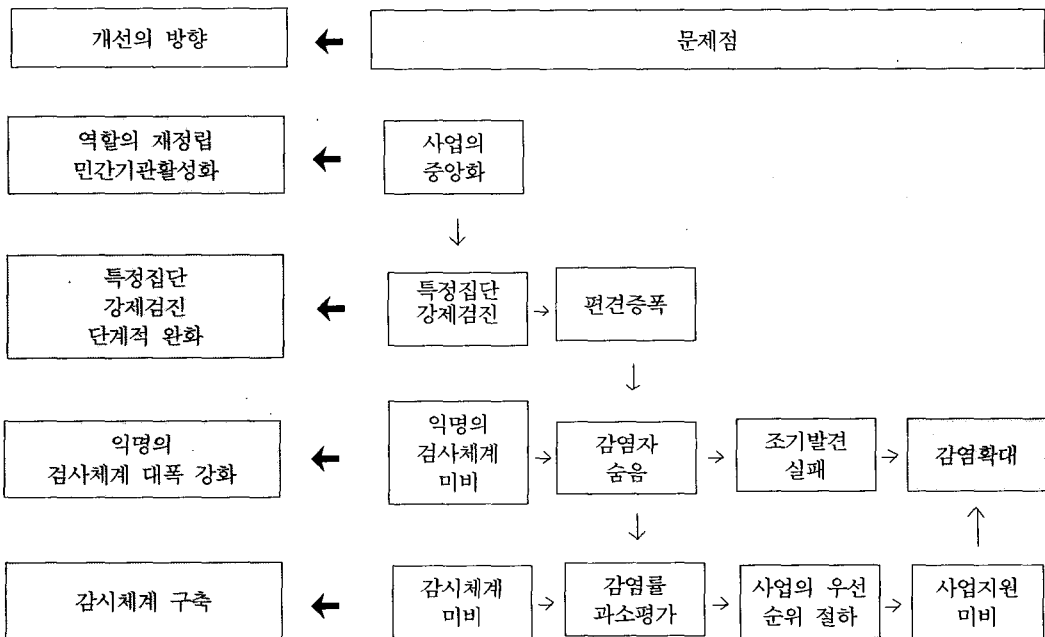 개선의 방향
문제점
역할의 재정립
민간기관활성화
사업의
중앙화
특정집단
강제검진
단계적 완화
특정집단
강제검진
편견증폭
익명의
검사체계 대폭 강화
익명의
검사체계
미비
감염자
숨음
조기발견
실패
감염확대
감시체계 구축
감시체계
미비
감염률
과소평가
사업의 우선
순위 절하
사업지원
미비